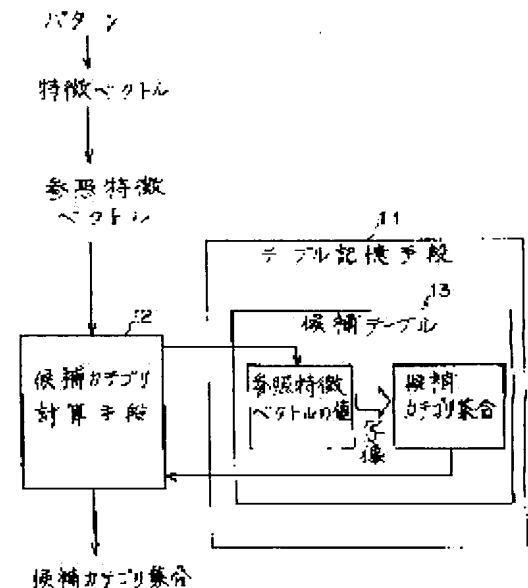 パターン
特徴ベクトル
参照特徴
ベクトル
11
テーブル記憶手段
12
13
候補テーブル
候補カテゴリ
計算手段
参照特徴
ベクトルの値
変換
候補
カテゴリ集合
候補カテゴリ集合